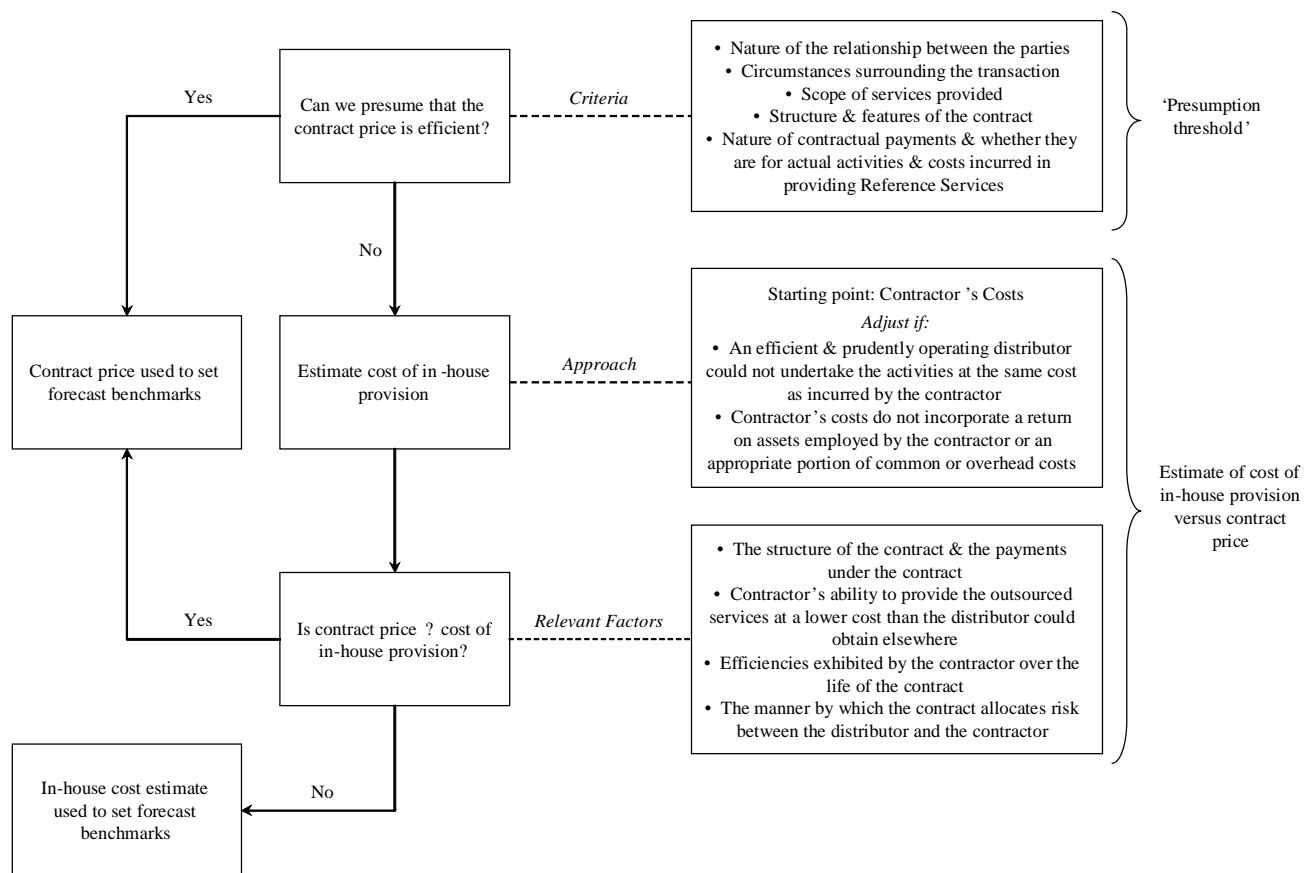 Can we presume that the
contract price is efficient?
Yes
Criteria
• Nature of the relationship between the parties
• Circumstances surrounding the transaction
• Scope of services provided
• Structure & features of the contract
• Nature of contractual payments & whether they
are for actual activities & costs incurred in
providing Reference Services
‘Presumption
threshold’
No
Contract price used to set
forecast benchmarks
Estimate cost of in -house
provision
Approach
Starting point: Contractor ’s Costs
Adjust if:
• An efficient & prudently operating distributor
could not undertake the activities at the same cost
as incurred by the contractor
• Contractor’s costs do not incorporate a return
on assets employed by the contractor or an
appropriate portion of common or overhead costs
Estimate of cost of
in-house provision
versus contract
price
Yes
Is contract price ? cost of
in-house provision?
Relevant Factors
• The structure of the contract & the payments
under the contract
• Contractor’s ability to provide the outsourced
services at a lower cost than the distributor could
obtain elsewhere
• Efficiencies exhibited by the contractor over the
life of the contract
• The manner by which the contract allocates risk
between the distributor and the contractor
No
In-house cost estimate
used to set forecast
benchmarks